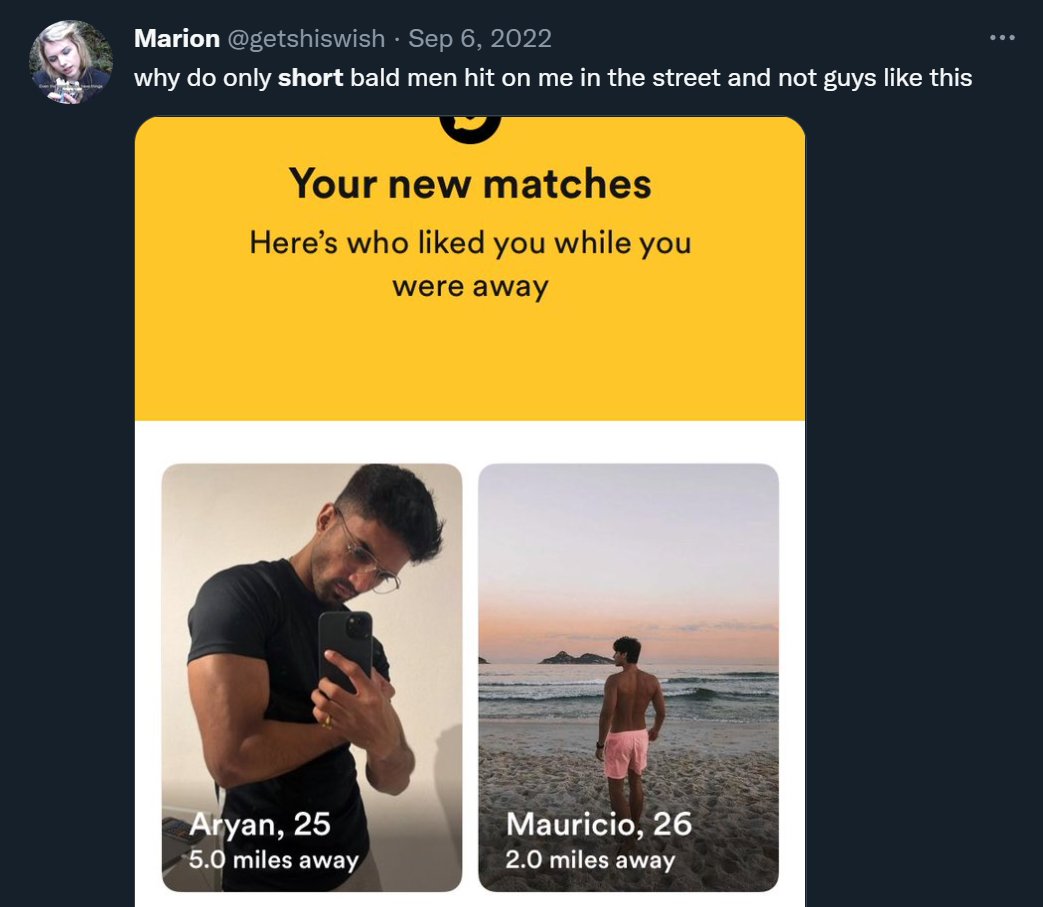 Marion @getshiswish · Sep 6, 2022
why do only short bald men hit on me in the street and not guys like this
Your new matches
Here's who liked you while you
were away
Aryan, 25
5.0 miles away
Mauricio, 26
2.0 miles away